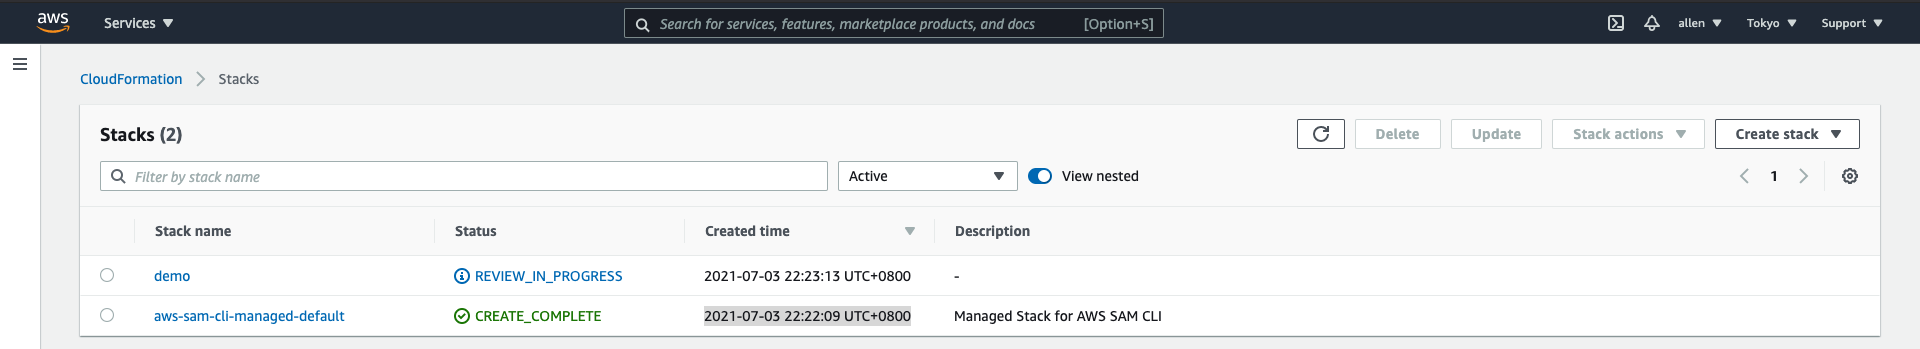 aws Services Search for services, features, marketplace products, and docs [Option+S] allen Tokyo Support
CloudFormation Stacks
Stacks (2) Delete Update Stack actions Create stack
Filter by stack name Active View nested 1
Stack name Status Created time Description
demo REVIEW_IN_PROGRESS 2021-07-03 22:23:13 UTC+0800 -
aws-sam-cli-managed-default CREATE_COMPLETE 2021-07-03 22:22:09 UTC+0800 Managed Stack for AWS SAM CLI